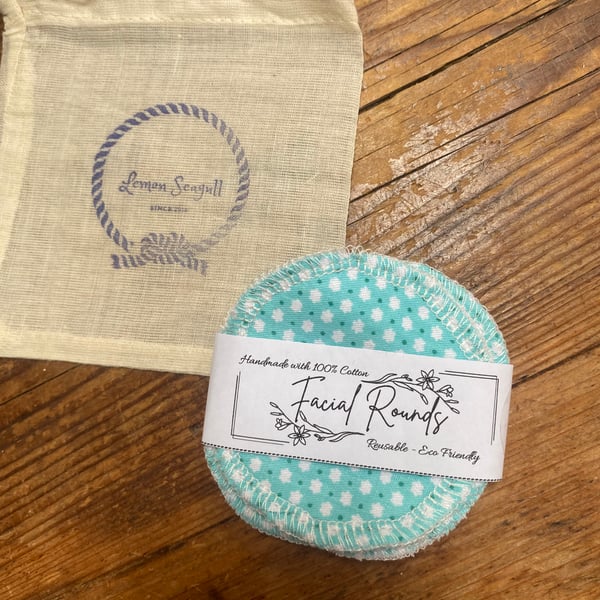 Lemon Seagull
Handmade with 100% Cotton
Facial Rounds
Reusable - Eco Friendly